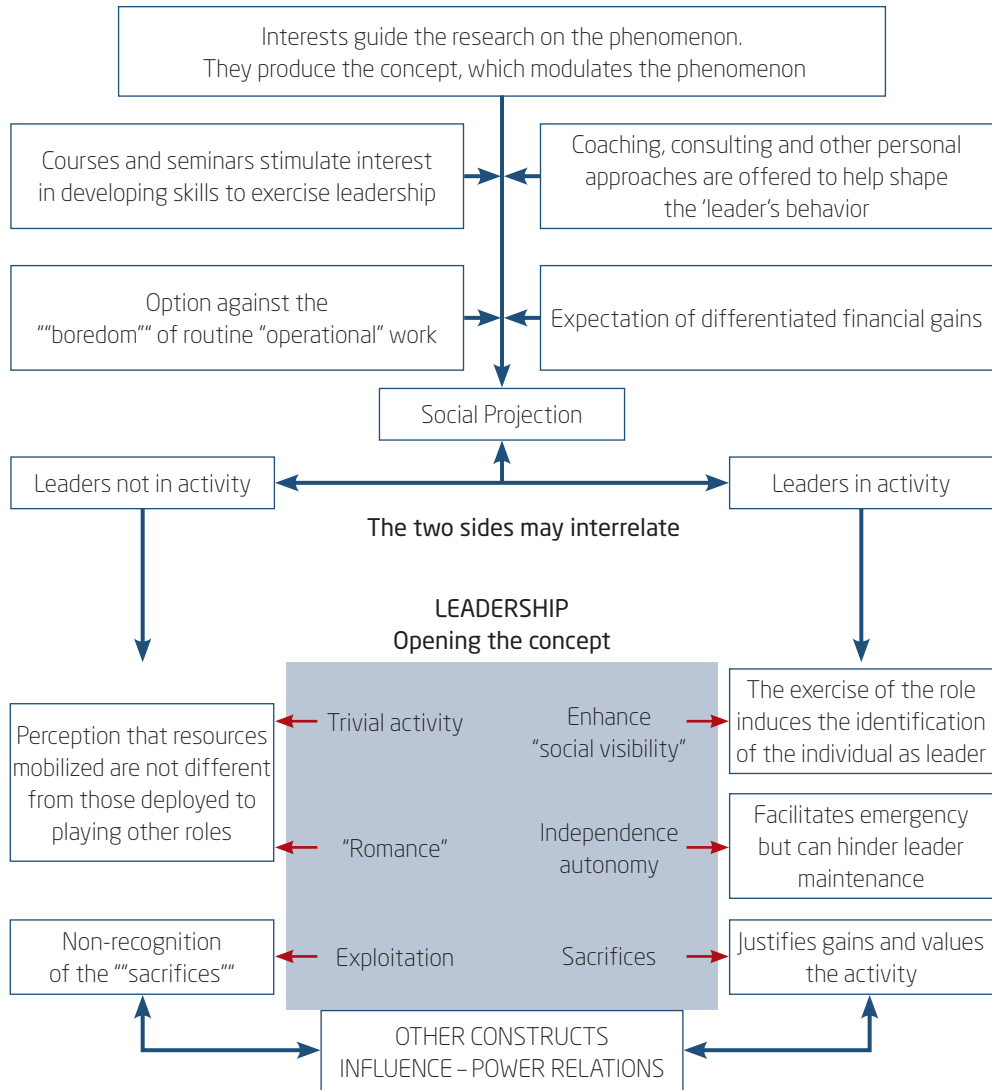 Interests guide the research on the phenomenon.
They produce the concept, which modulates the phenomenon
Courses and seminars stimulate interest
in developing skills to exercise leadership
Coaching, consulting and other personal
approaches are offered to help shape
the ‘leader’s behavior
Option against the
““boredom”” of routine “operational” work
Expectation of differentiated financial gains
Social Projection
Leaders not in activity
Leaders in activity
The two sides may interrelate
LEADERSHIP
Opening the concept
Perception that resources
mobilized are not different
from those deployed to
playing other roles
Trivial activity
Enhance
“social visibility”
The exercise of the role
induces the identification
of the individual as leader
“Romance”
Independence
autonomy
Facilitates emergency
but can hinder leader
maintenance
Non-recognition
of the ““sacrifices”“
Exploitation
Sacrifices
Justifies gains and values
the activity
OTHER CONSTRUCTS
INFLUENCE – POWER RELATIONS